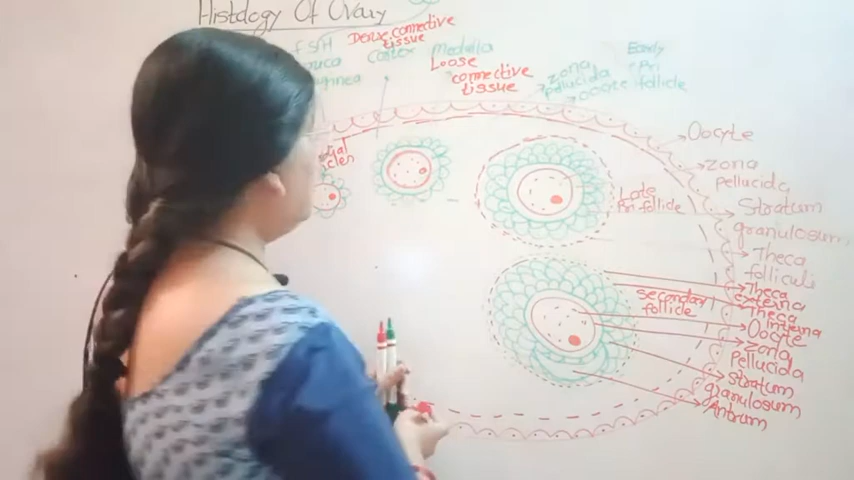 Histology Of Ovary
FSH
Dense connective
tissue
Cortex
Medulla
Loose
connective
tissue
zona
pellucida
oocyte
Early
Pri
follicle
Oocyte
zona
pellucida
Stratum
granulosum
Theca
folliculi
Late
Pri follicle
Theca
externa
Theca
interna
Oocyte
zona
pellucida
stratum
granulosum
Antrum
secondary
follicle